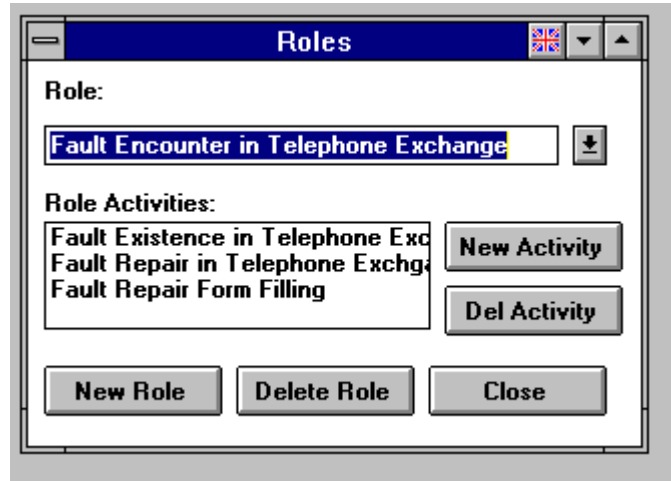 Roles
Role:
Fault Encounter in Telephone Exchange
Role Activities:
Fault Existence in Telephone Exc
Fault Repair in Telephone Exchga
Fault Repair Form Filling
New Activity
Del Activity
New Role
Delete Role
Close